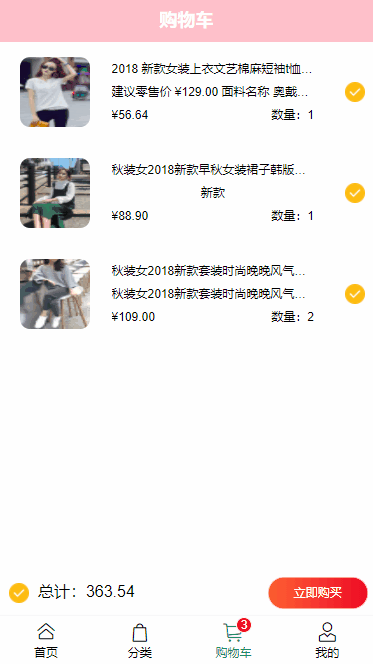 购物车
2018 新款女装上衣文艺棉麻短袖t恤...
建议零售价 ¥129.00 面料名称 奥戴...
¥56.64 数量：1
秋装女2018新款早秋女装裙子韩版...
新款
¥88.90 数量：1
秋装女2018新款套装时尚晚晚风气...
秋装女2018新款套装时尚晚晚风气...
¥109.00 数量：2
总计：363.54 立即购买
3
首页 分类 购物车 我的